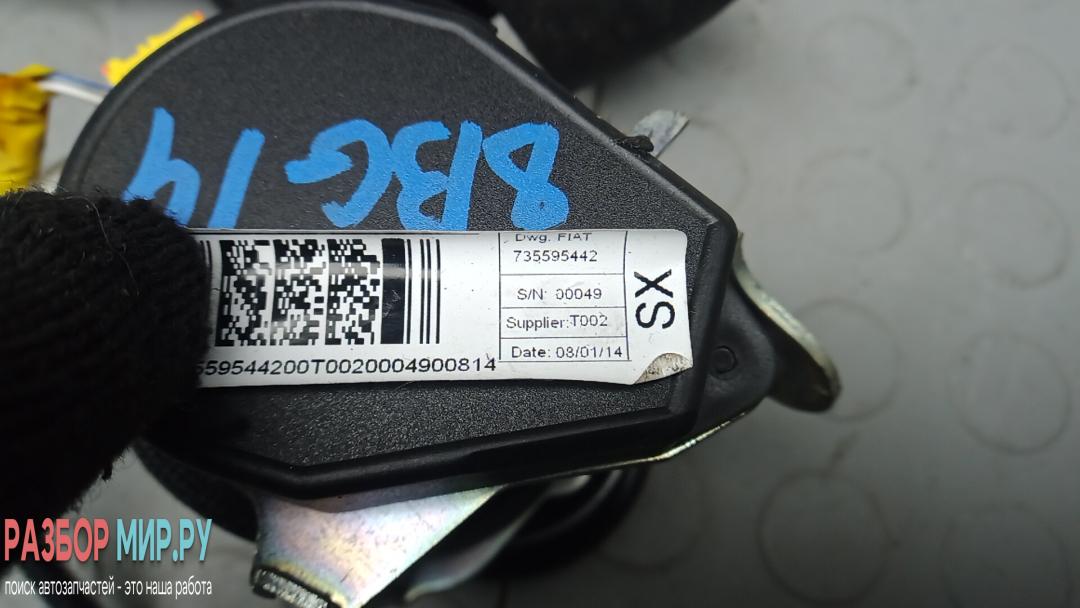 8BG14
Dwg. FIAT
735595442
S/N: 00049
Supplier:T002
Date: 08/01/14
XS
559544200T0020004900814
РАЗБОР МИР.РУ
поиск автозапчастей - это наша работа